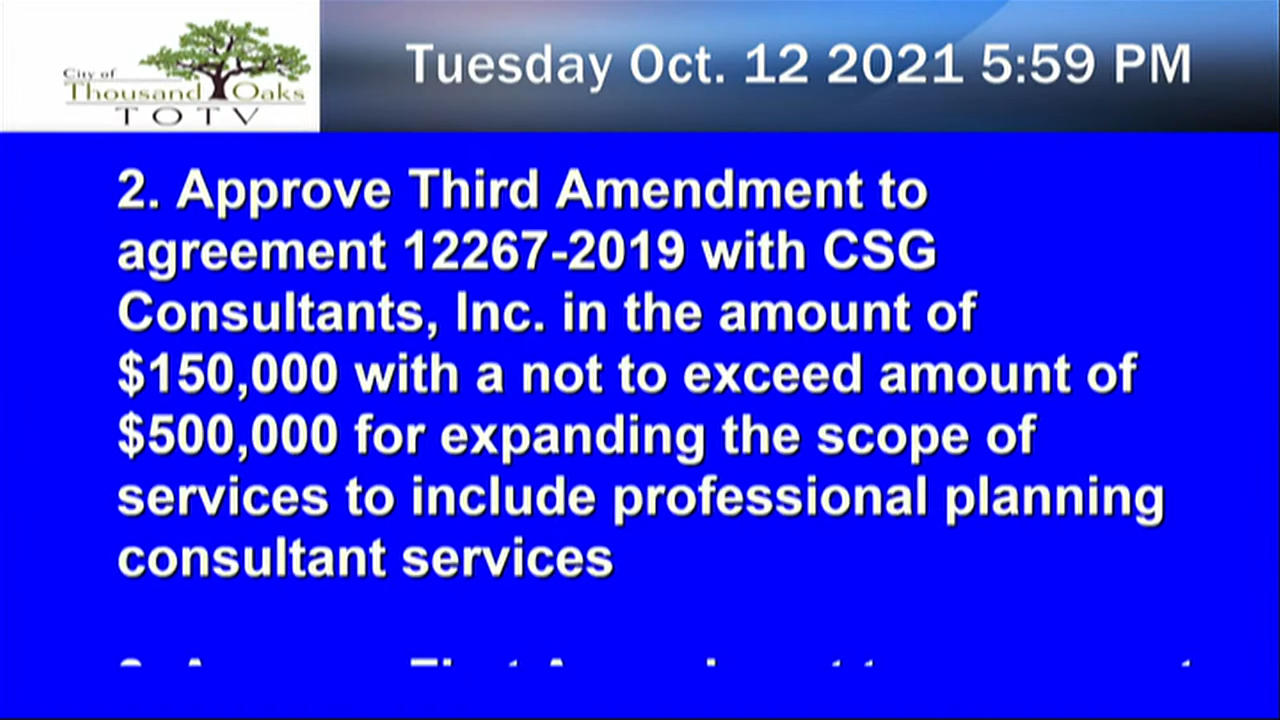 City of
Thousand Oaks
TOTV
Tuesday Oct. 12 2021 5:59 PM
2. Approve Third Amendment to
agreement 12267-2019 with CSG
Consultants, Inc. in the amount of
$150,000 with a not to exceed amount of
$500,000 for expanding the scope of
services to include professional planning
consultant services